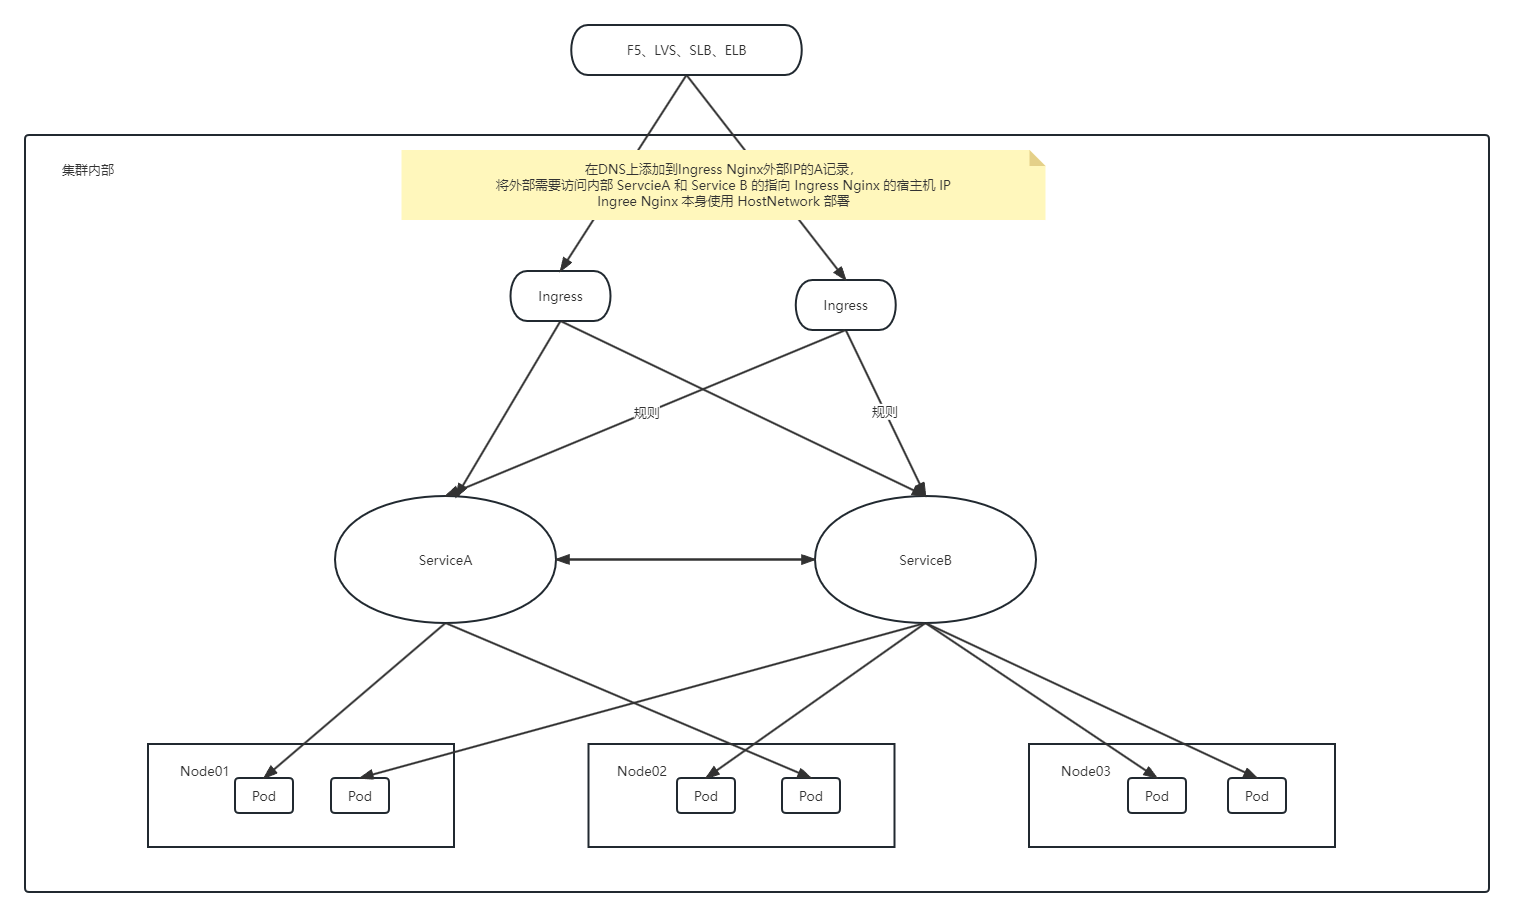 F5、LVS、SLB、ELB
集群内部
在DNS上添加到Ingress Nginx外部IP的A记录，
将外部需要访问内部 ServcieA 和 Service B 的指向 Ingress Nginx 的宿主机 IP
Ingree Nginx 本身使用 HostNetwork 部署
Ingress
Ingress
规则
规则
ServiceA
ServiceB
Node01
Pod
Pod
Node02
Pod
Pod
Node03
Pod
Pod